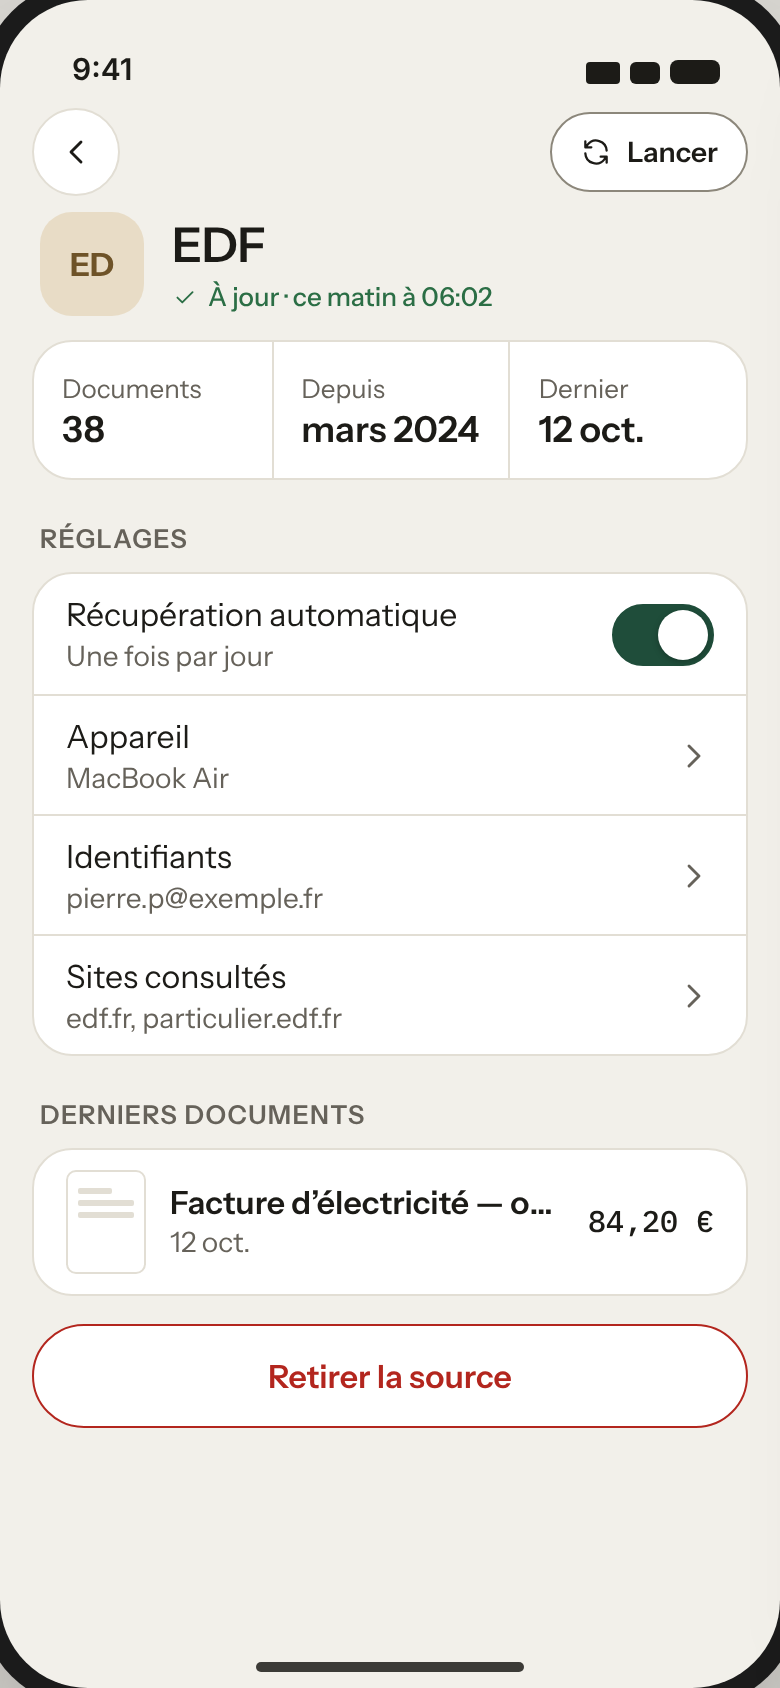 9:41
Lancer
ED
EDF
À jour · ce matin à 06:02
Documents
38
Depuis
mars 2024
Dernier
12 oct.
RÉGLAGES
Récupération automatique
Une fois par jour
Appareil
MacBook Air
Identifiants
pierre.p@exemple.fr
Sites consultés
edf.fr, particulier.edf.fr
DERNIERS DOCUMENTS
Facture d’électricité — o...
84,20 €
12 oct.
Retirer la source